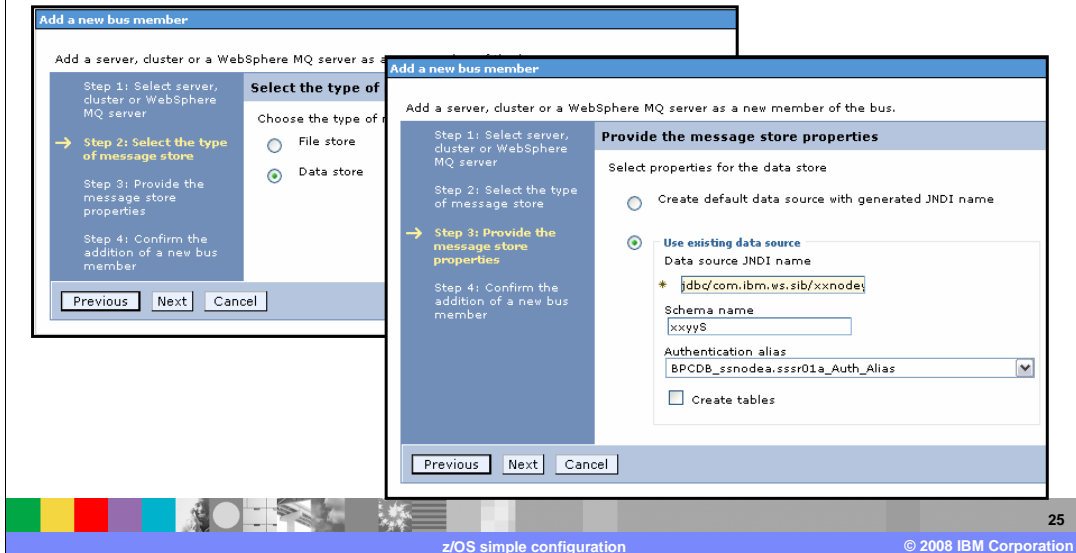 Add a new bus member
Add a server, cluster or a WebSphere MQ server as a
Step 1: Select server,
cluster or WebSphere
MQ server
Step 2: Select the type
of message store
Step 3: Provide the
message store
properties
Step 4: Confirm the
addition of a new bus
member
Select the type of
Choose the type of
File store
Data store
Previous Next Cancel
Add a new bus member
Add a server, cluster or a WebSphere MQ server as a new member of the bus.
Step 1: Select server,
cluster or WebSphere
MQ server
Step 2: Select the type
of message store
Step 3: Provide the
message store
properties
Step 4: Confirm the
addition of a new bus
member
Provide the message store properties
Select properties for the data store
Create default data source with generated JNDI name
Use existing data source
Data source JNDI name
* jdbc/com.ibm.ws.sib/xxnode
Schema name
xxyyS
Authentication alias
BPCDB_ssnodea.sssr01a_Auth_Alias
Create tables
Previous Next Cancel
25
z/OS simple configuration
© 2008 IBM Corporation